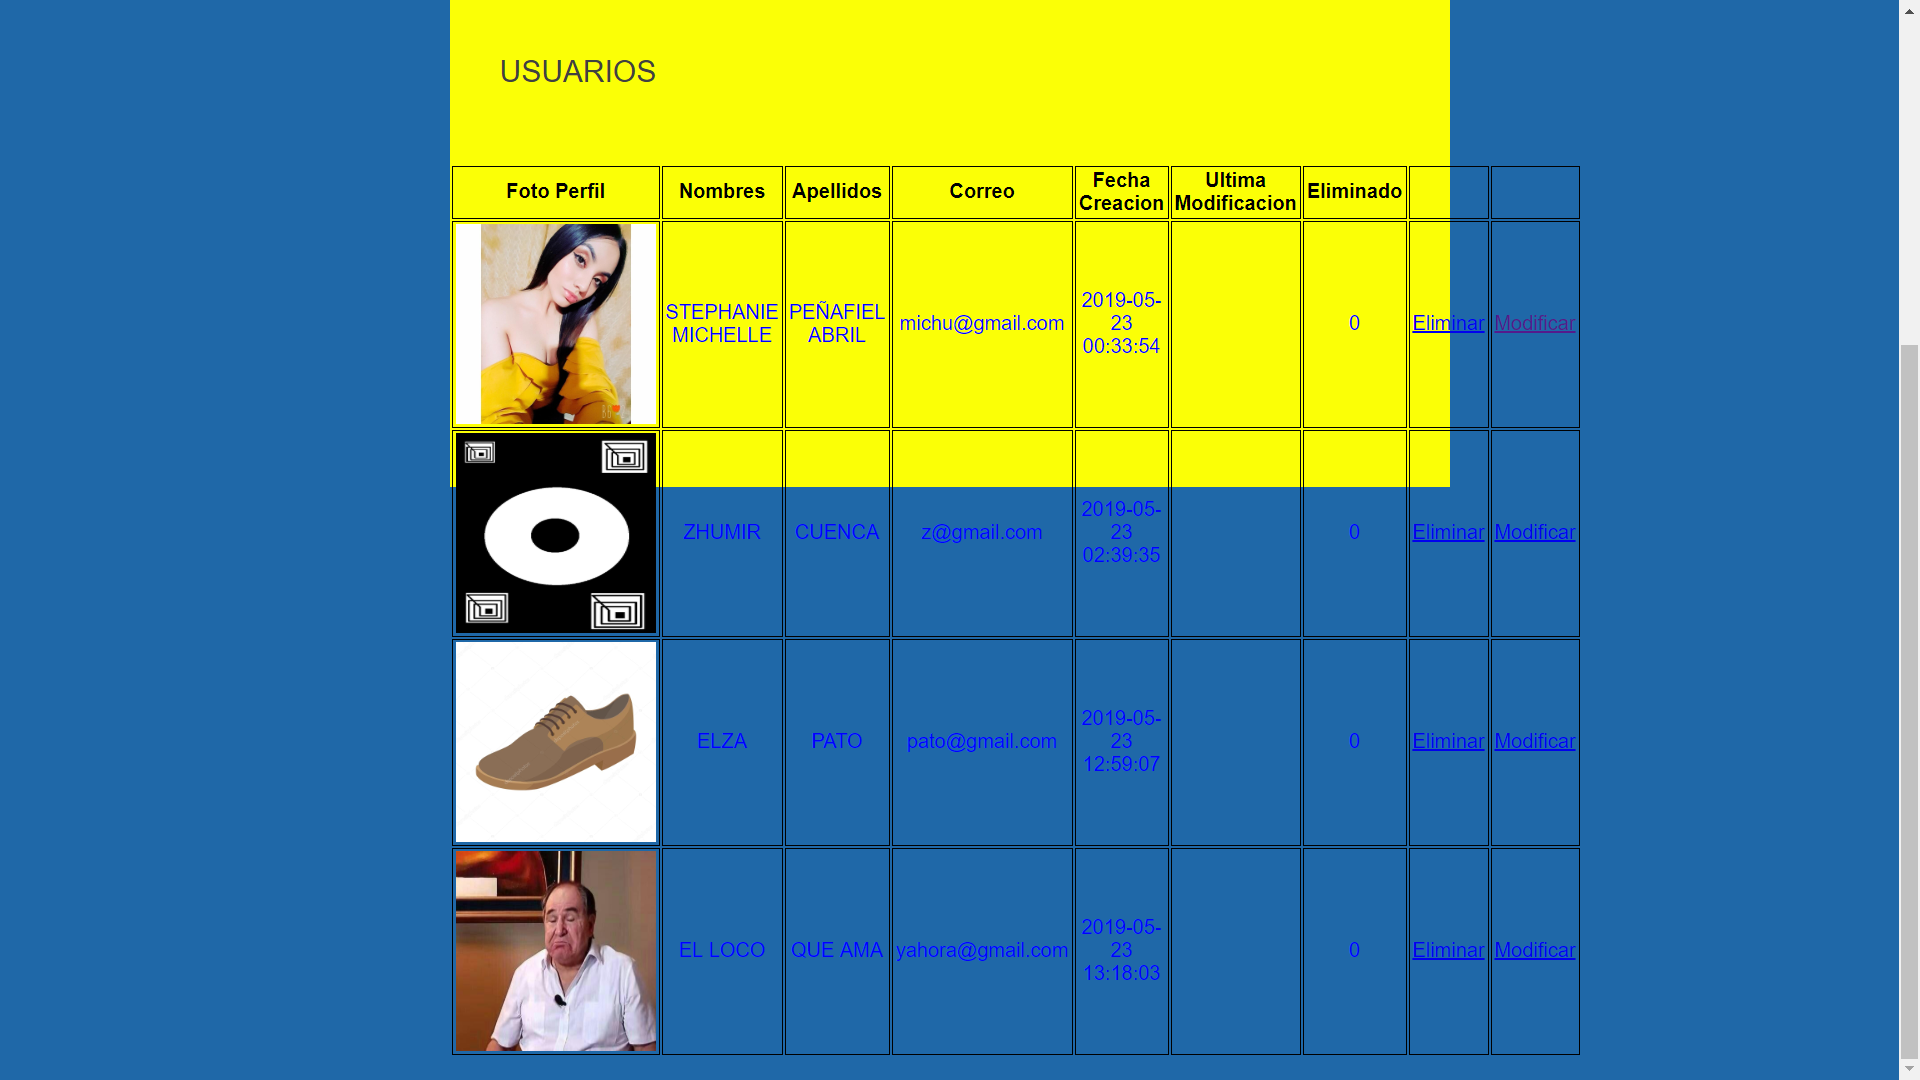 USUARIOS
Foto Perfil Nombres Apellidos Correo Fecha Creacion Ultima Modificacion Eliminado
STEPHANIE MICHELLE PEÑAFIEL ABRIL michu@gmail.com 2019-05-23 00:33:54 0 Eliminar Modificar
ZHUMIR CUENCA z@gmail.com 2019-05-23 02:39:35 0 Eliminar Modificar
ELZA PATO pato@gmail.com 2019-05-23 12:59:07 0 Eliminar Modificar
EL LOCO QUE AMA yahora@gmail.com 2019-05-23 13:18:03 0 Eliminar Modificar